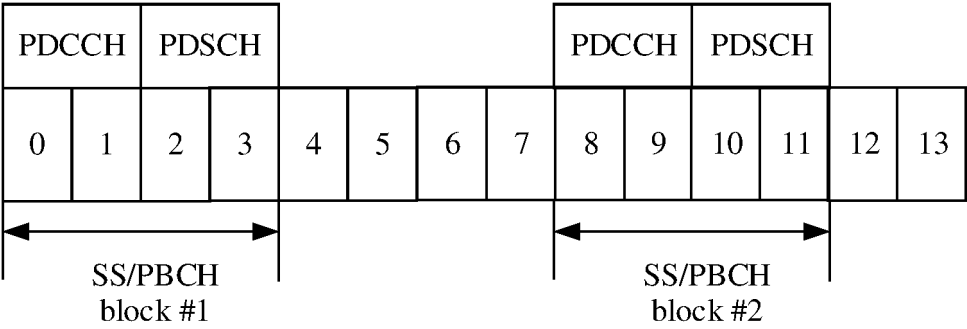 PDCCH PDSCH PDCCH PDSCH
0 1 2 3 4 5 6 7 8 9 10 11 12 13
SS/PBCH SS/PBCH
block #1 block #2